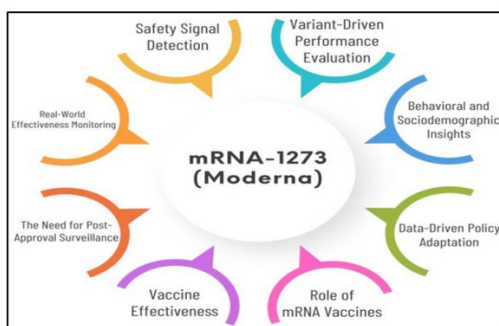 Safety Signal
Detection
Variant-Driven
Performance
Evaluation
Real-World
Effectiveness Monitoring
Behavioral and
Sociodemographic
Insights
mRNA-1273
(Moderna)
The Need for Post-
Approval Surveillance
Data-Driven Policy
Adaptation
Vaccine
Effectiveness
Role of
mRNA Vaccines